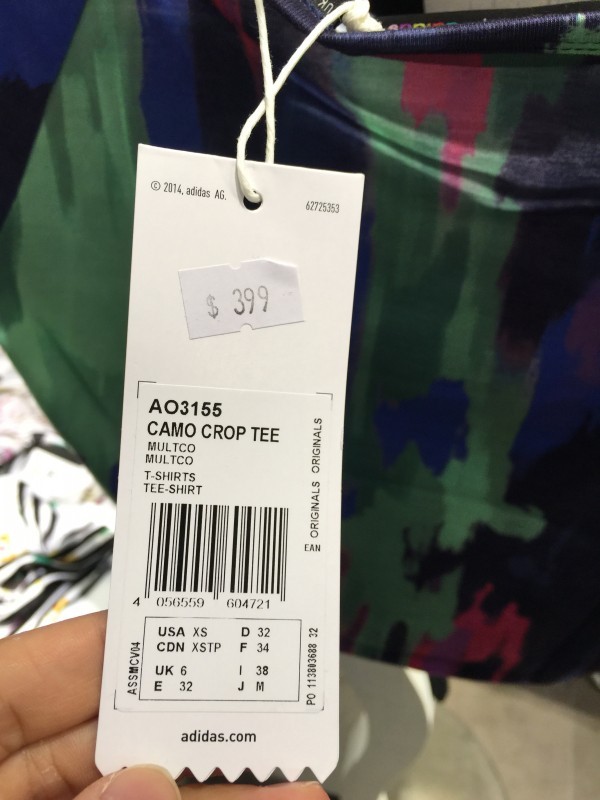 © 2014, adidas AG.
62725353
$ 399
AO3155
CAMO CROP TEE
MULTCO
MULTCO
T-SHIRTS
TEE-SHIRT
EAN ORIGINALS ORIGINALS
4 056559 604721
USA XS D 32
CDN XSTP F 34
UK 6 I 38
E 32 J M
ASSMCV04
PO 113803688 32
adidas.com